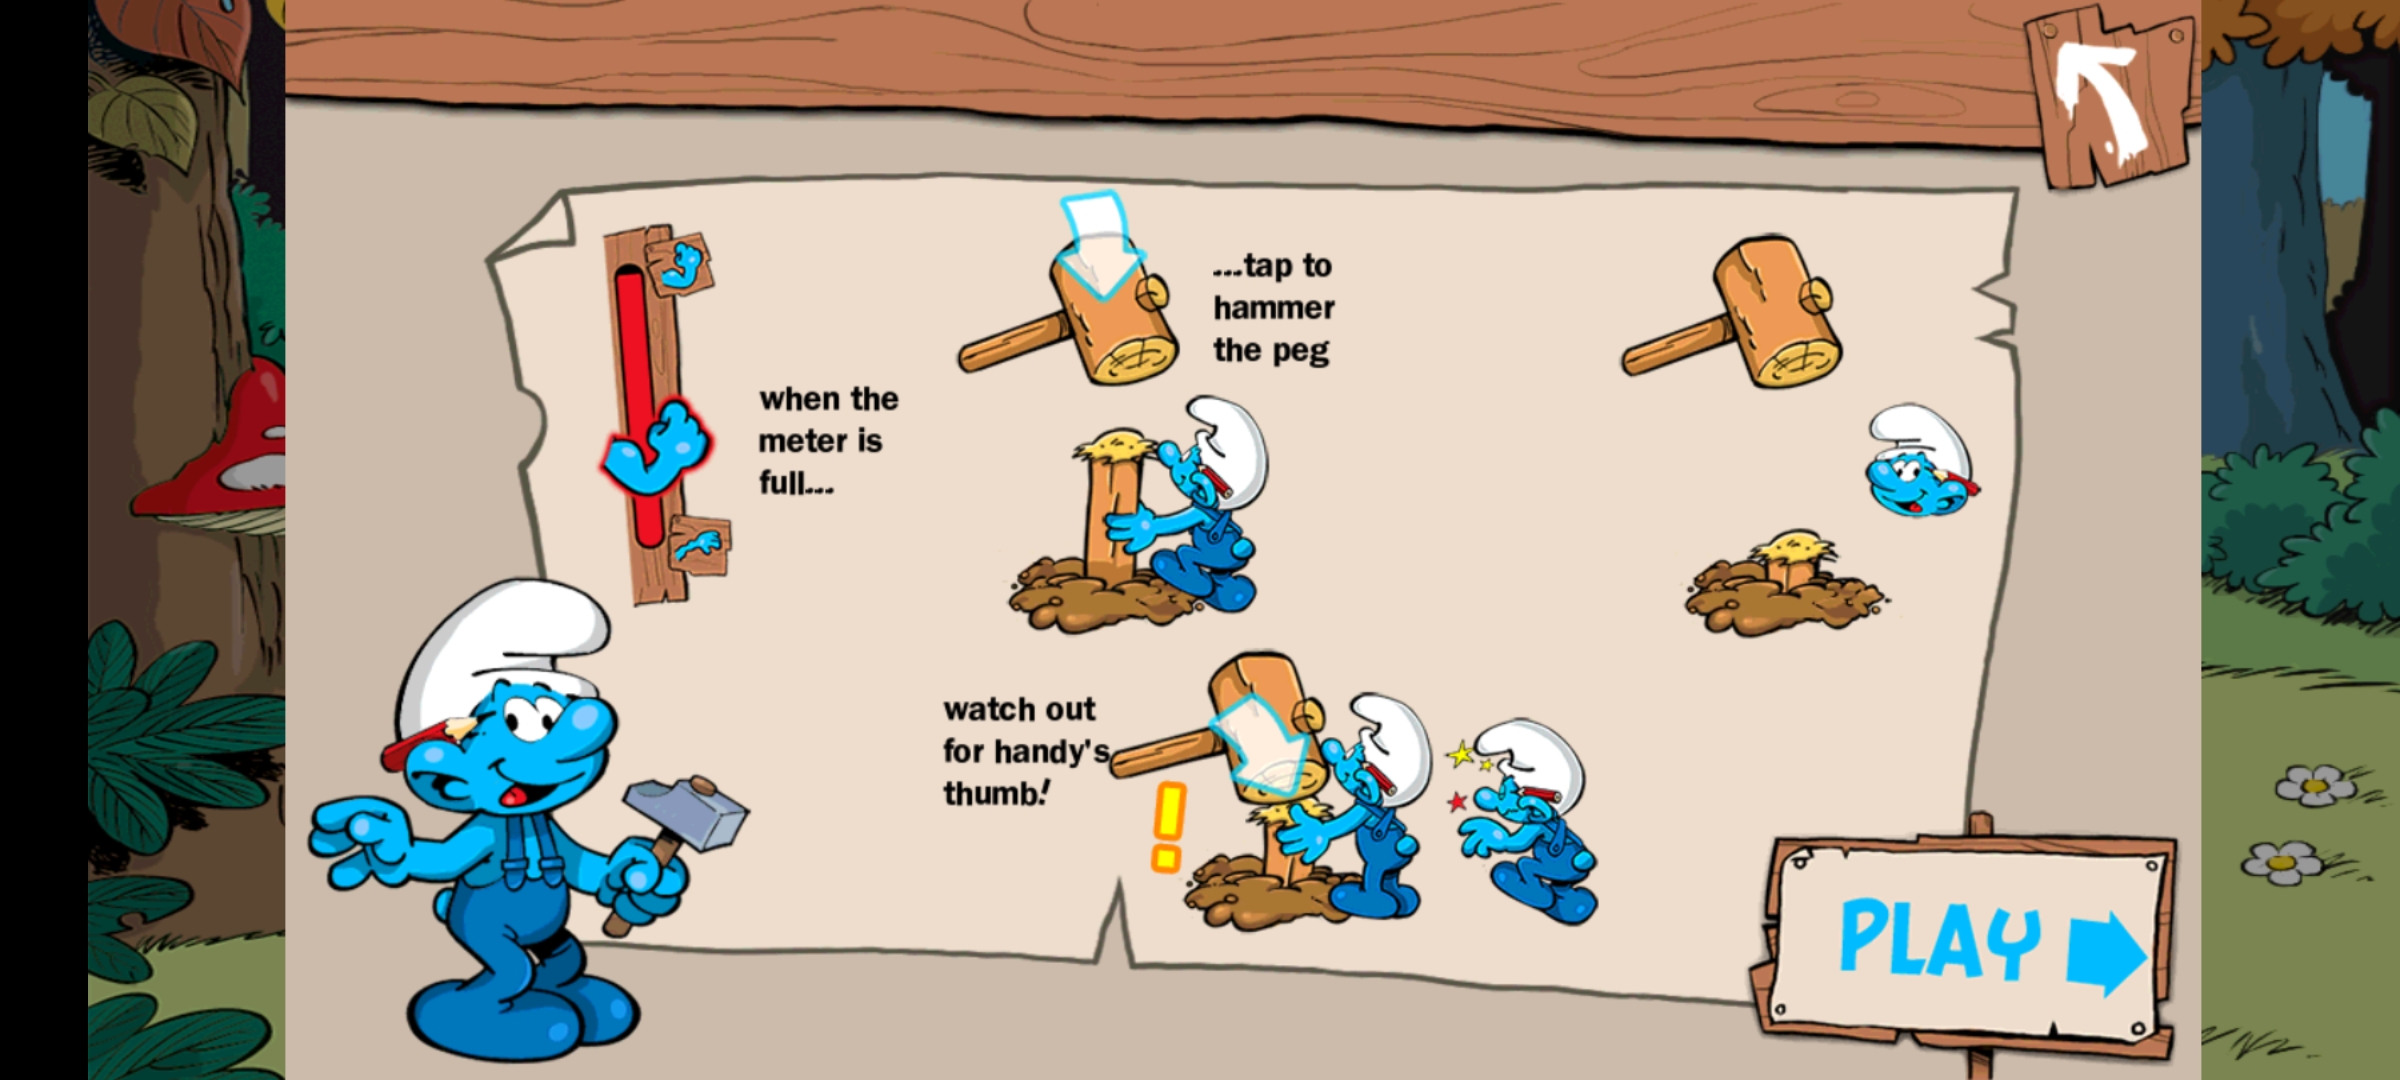 when the
meter is
full...
...tap to
hammer
the peg
watch out
for handy's
thumb!
PLAY